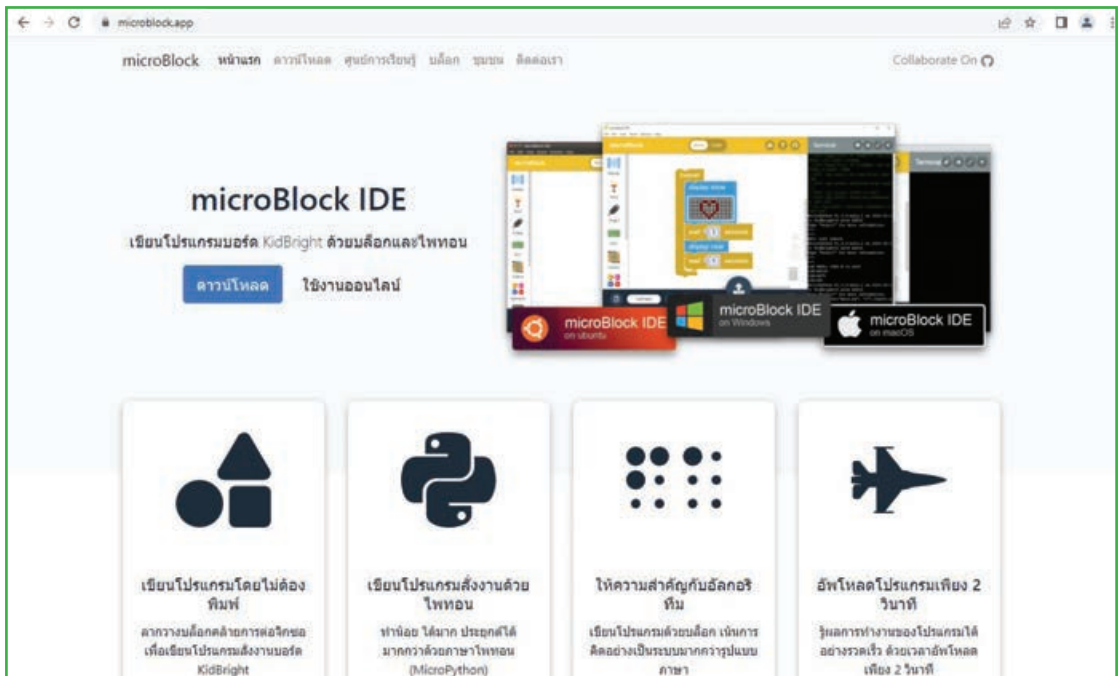 microblock.app
microBlock หน้าแรก ดาวน์โหลด ศูนย์การเรียนรู้ บล็อก ชุมชน ติดต่อเรา Collaborate On
microBlock IDE
เขียนโปรแกรมบอร์ด KidBright ด้วยบล็อกและไพทอน
ดาวน์โหลด ใช้งานออนไลน์
microBlock IDE
on ubuntu
microBlock IDE
on Windows
microBlock IDE
on macOS
เขียนโปรแกรมโดยไม่ต้อง
พิมพ์
ลากวางบล็อกคล้ายการต่อจิกซอ
เพื่อเขียนโปรแกรมสั่งงานบอร์ด
KidBright
เขียนโปรแกรมสั่งงานด้วย
ไพทอน
ทำน้อย ได้มาก ประยุกต์ได้
มากกว่าด้วยภาษาไพทอน
(MicroPython)
ให้ความสำคัญกับอัลกอริ
ทึม
เขียนโปรแกรมด้วยบล็อก เน้นการ
คิดอย่างเป็นระบบมากกว่ารูปแบบ
ภาษา
อัพโหลดโปรแกรมเพียง 2
วินาที
รู้ผลการทำงานของโปรแกรมได้
อย่างรวดเร็ว ด้วยเวลาอัพโหลด
เพียง 2 วินาที